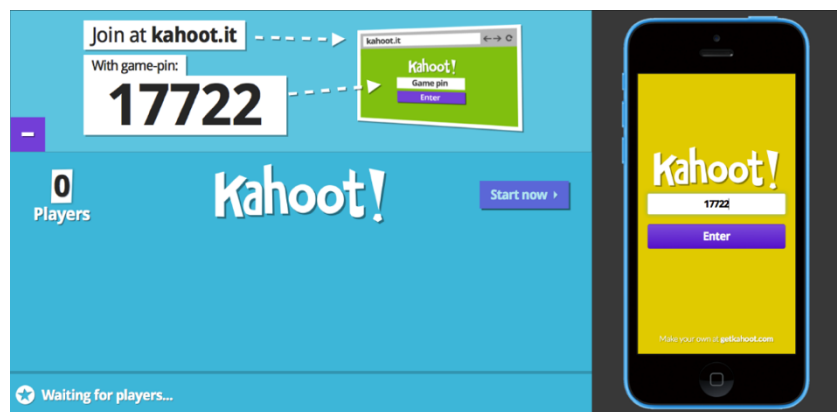 Join at kahoot.it
With game-pin:
17722
kahoot.it
Kahoot!
Game pin
Enter
0
Players
Kahoot!
Start now
Waiting for players...
Kahoot!
17722
Enter
Make your own at getkahoot.com